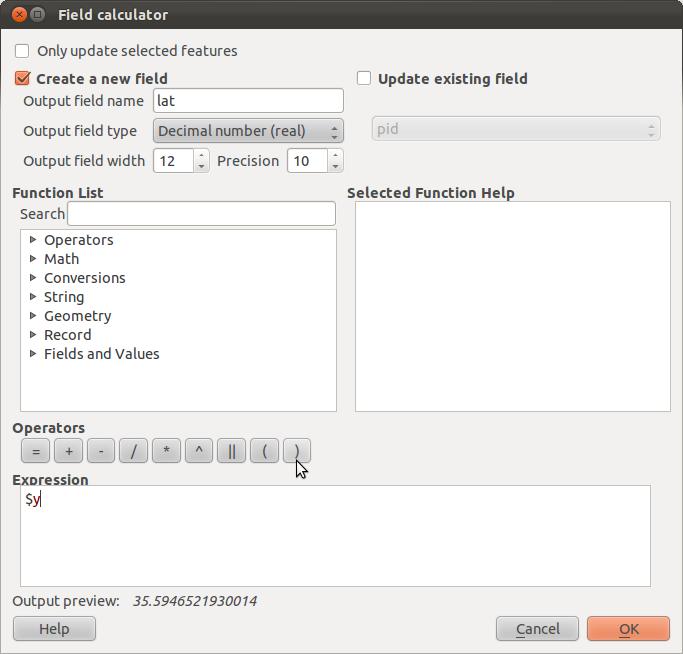 Field calculator
Only update selected features
Create a new field
Update existing field
Output field name lat
Output field type Decimal number (real)
pid
Output field width 12 Precision 10
Function List
Selected Function Help
Search
Operators
Math
Conversions
String
Geometry
Record
Fields and Values
Operators
= + - / * ^ || ( )
Expression
$y
Output preview: 35.5946521930014
Help Cancel OK